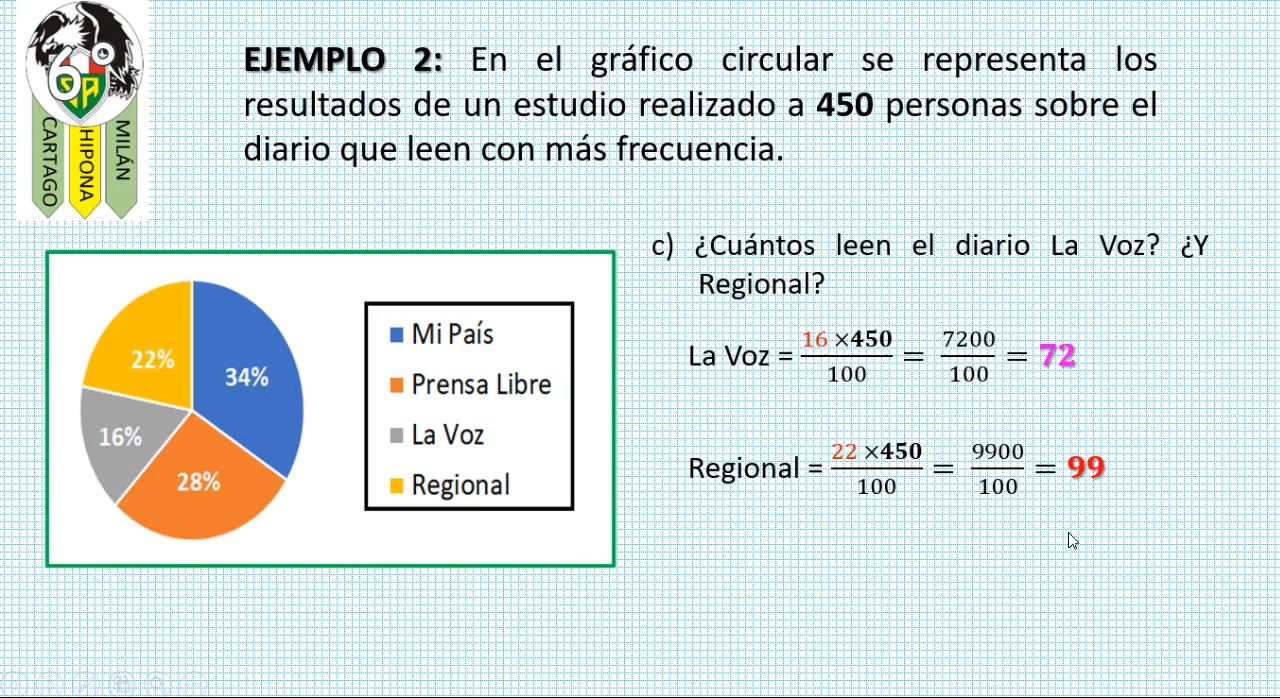 6°
SA
CARTAGO
HIPONA
MILÁN
EJEMPLO 2: En el gráfico circular se representa los
resultados de un estudio realizado a 450 personas sobre el
diario que leen con más frecuencia.
22%
34%
16%
28%
Mi País
Prensa Libre
La Voz
Regional
c) ¿Cuántos leen el diario La Voz? ¿Y
Regional?
La Voz = 16 ×450 / 100 = 7200 / 100 = 72
Regional = 22 ×450 / 100 = 9900 / 100 = 99